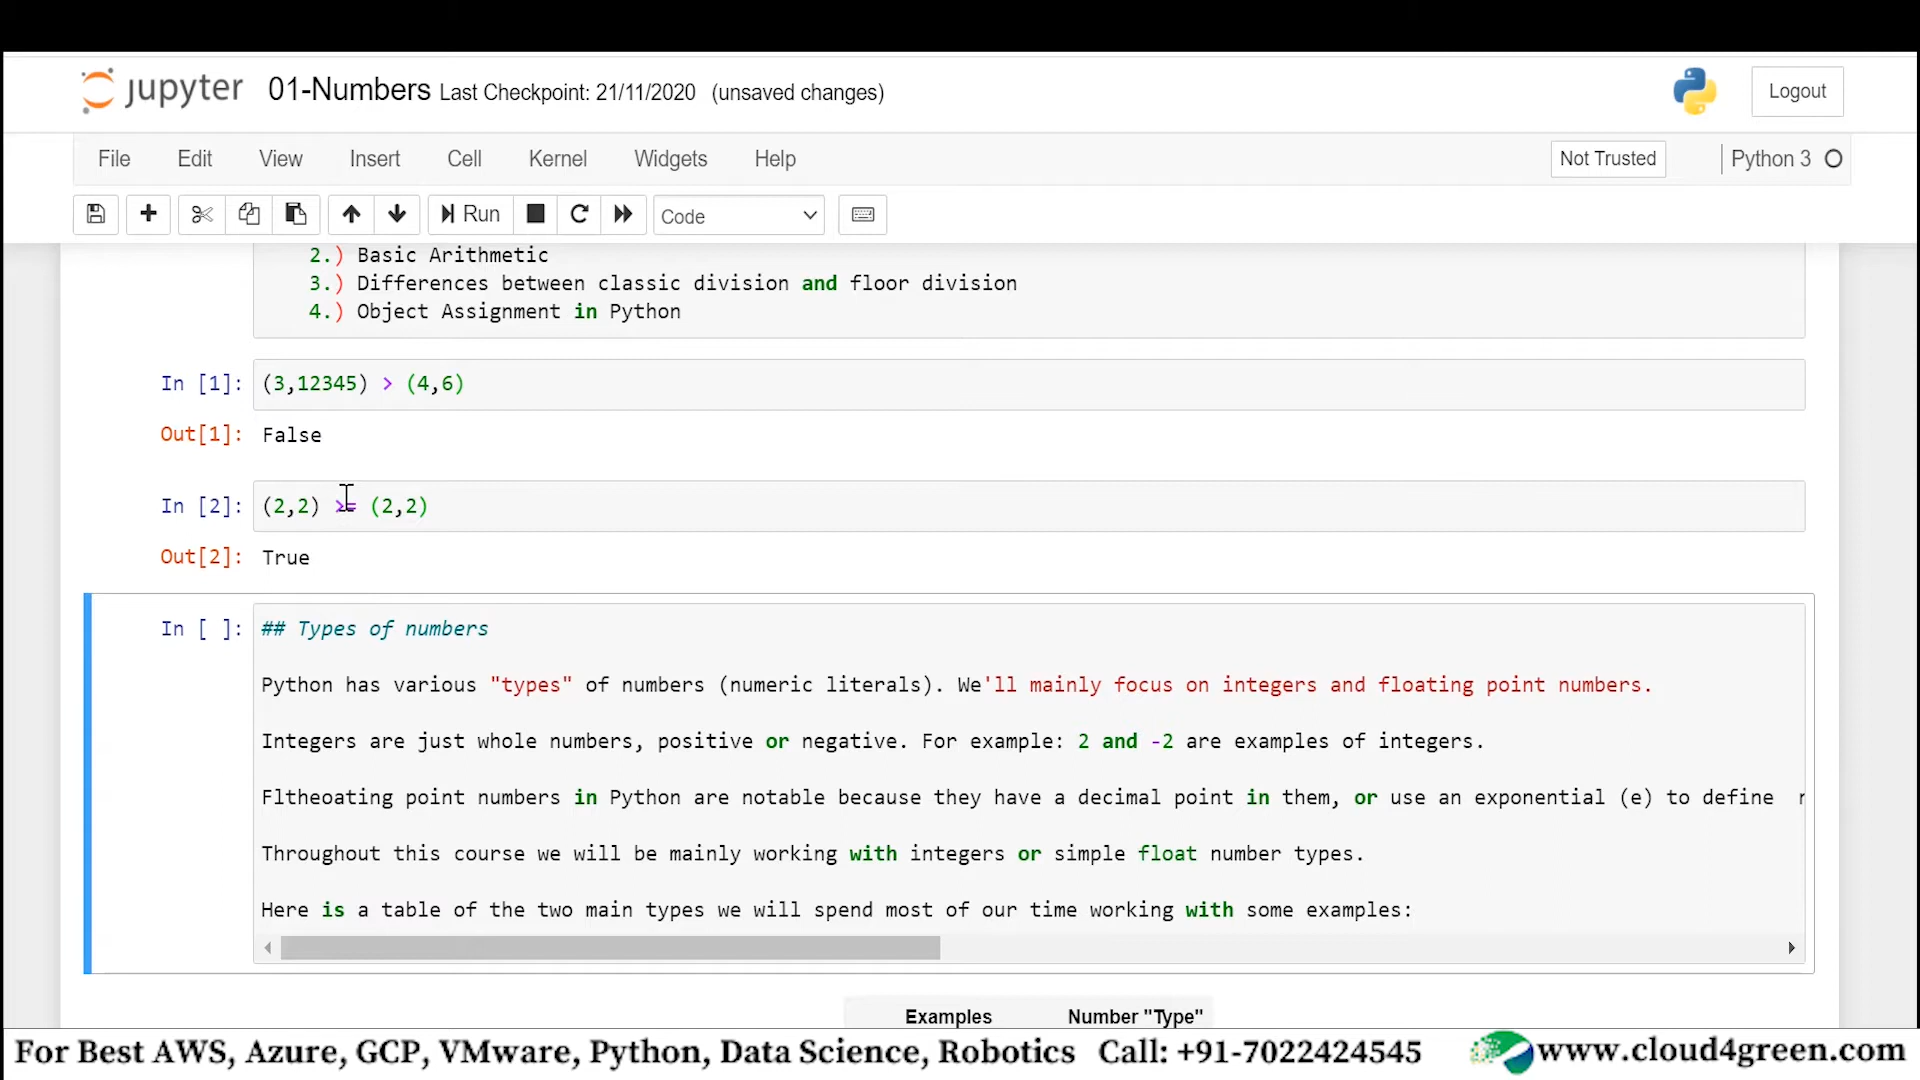 jupyter 01-Numbers Last Checkpoint: 21/11/2020 (unsaved changes) Logout
File Edit View Insert Cell Kernel Widgets Help Not Trusted Python 3
Run Code
2.) Basic Arithmetic
3.) Differences between classic division and floor division
4.) Object Assignment in Python
In [1]: (3,12345) > (4,6)
Out[1]: False
In [2]: (2,2) >= (2,2)
Out[2]: True
In [ ]: ## Types of numbers
Python has various "types" of numbers (numeric literals). We'll mainly focus on integers and floating point numbers.
Integers are just whole numbers, positive or negative. For example: 2 and -2 are examples of integers.
Fltheoating point numbers in Python are notable because they have a decimal point in them, or use an exponential (e) to define
Throughout this course we will be mainly working with integers or simple float number types.
Here is a table of the two main types we will spend most of our time working with some examples:
Examples Number "Type"
For Best AWS, Azure, GCP, VMware, Python, Data Science, Robotics Call: +91-7022424545 www.cloud4green.com